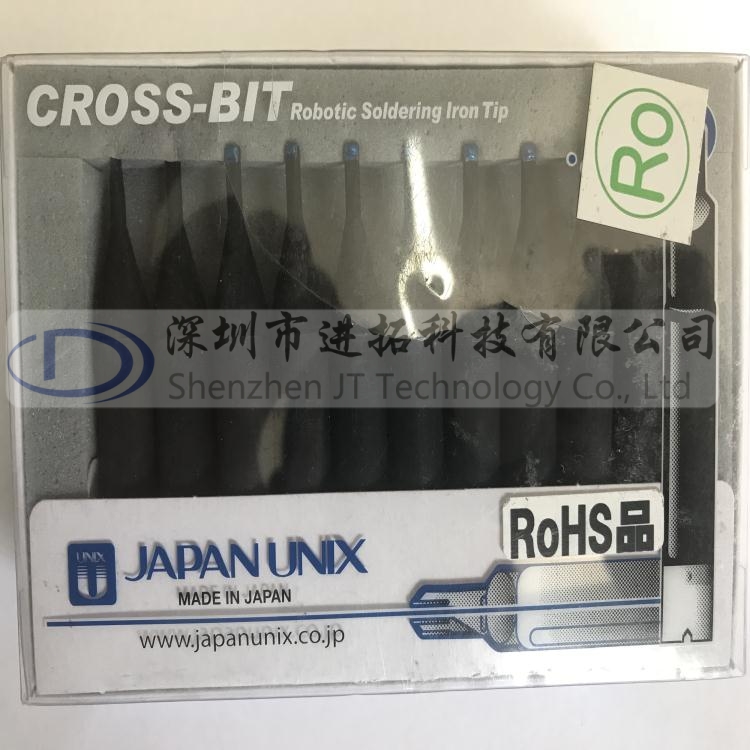 CROSS-BIT Robotic Soldering Iron Tip
Ro
深圳市进拓科技有限公司
Shenzhen JT Technology Co., Ltd
RoHS品
UNIX
JAPAN UNIX
MADE IN JAPAN
www.japanunix.co.jp